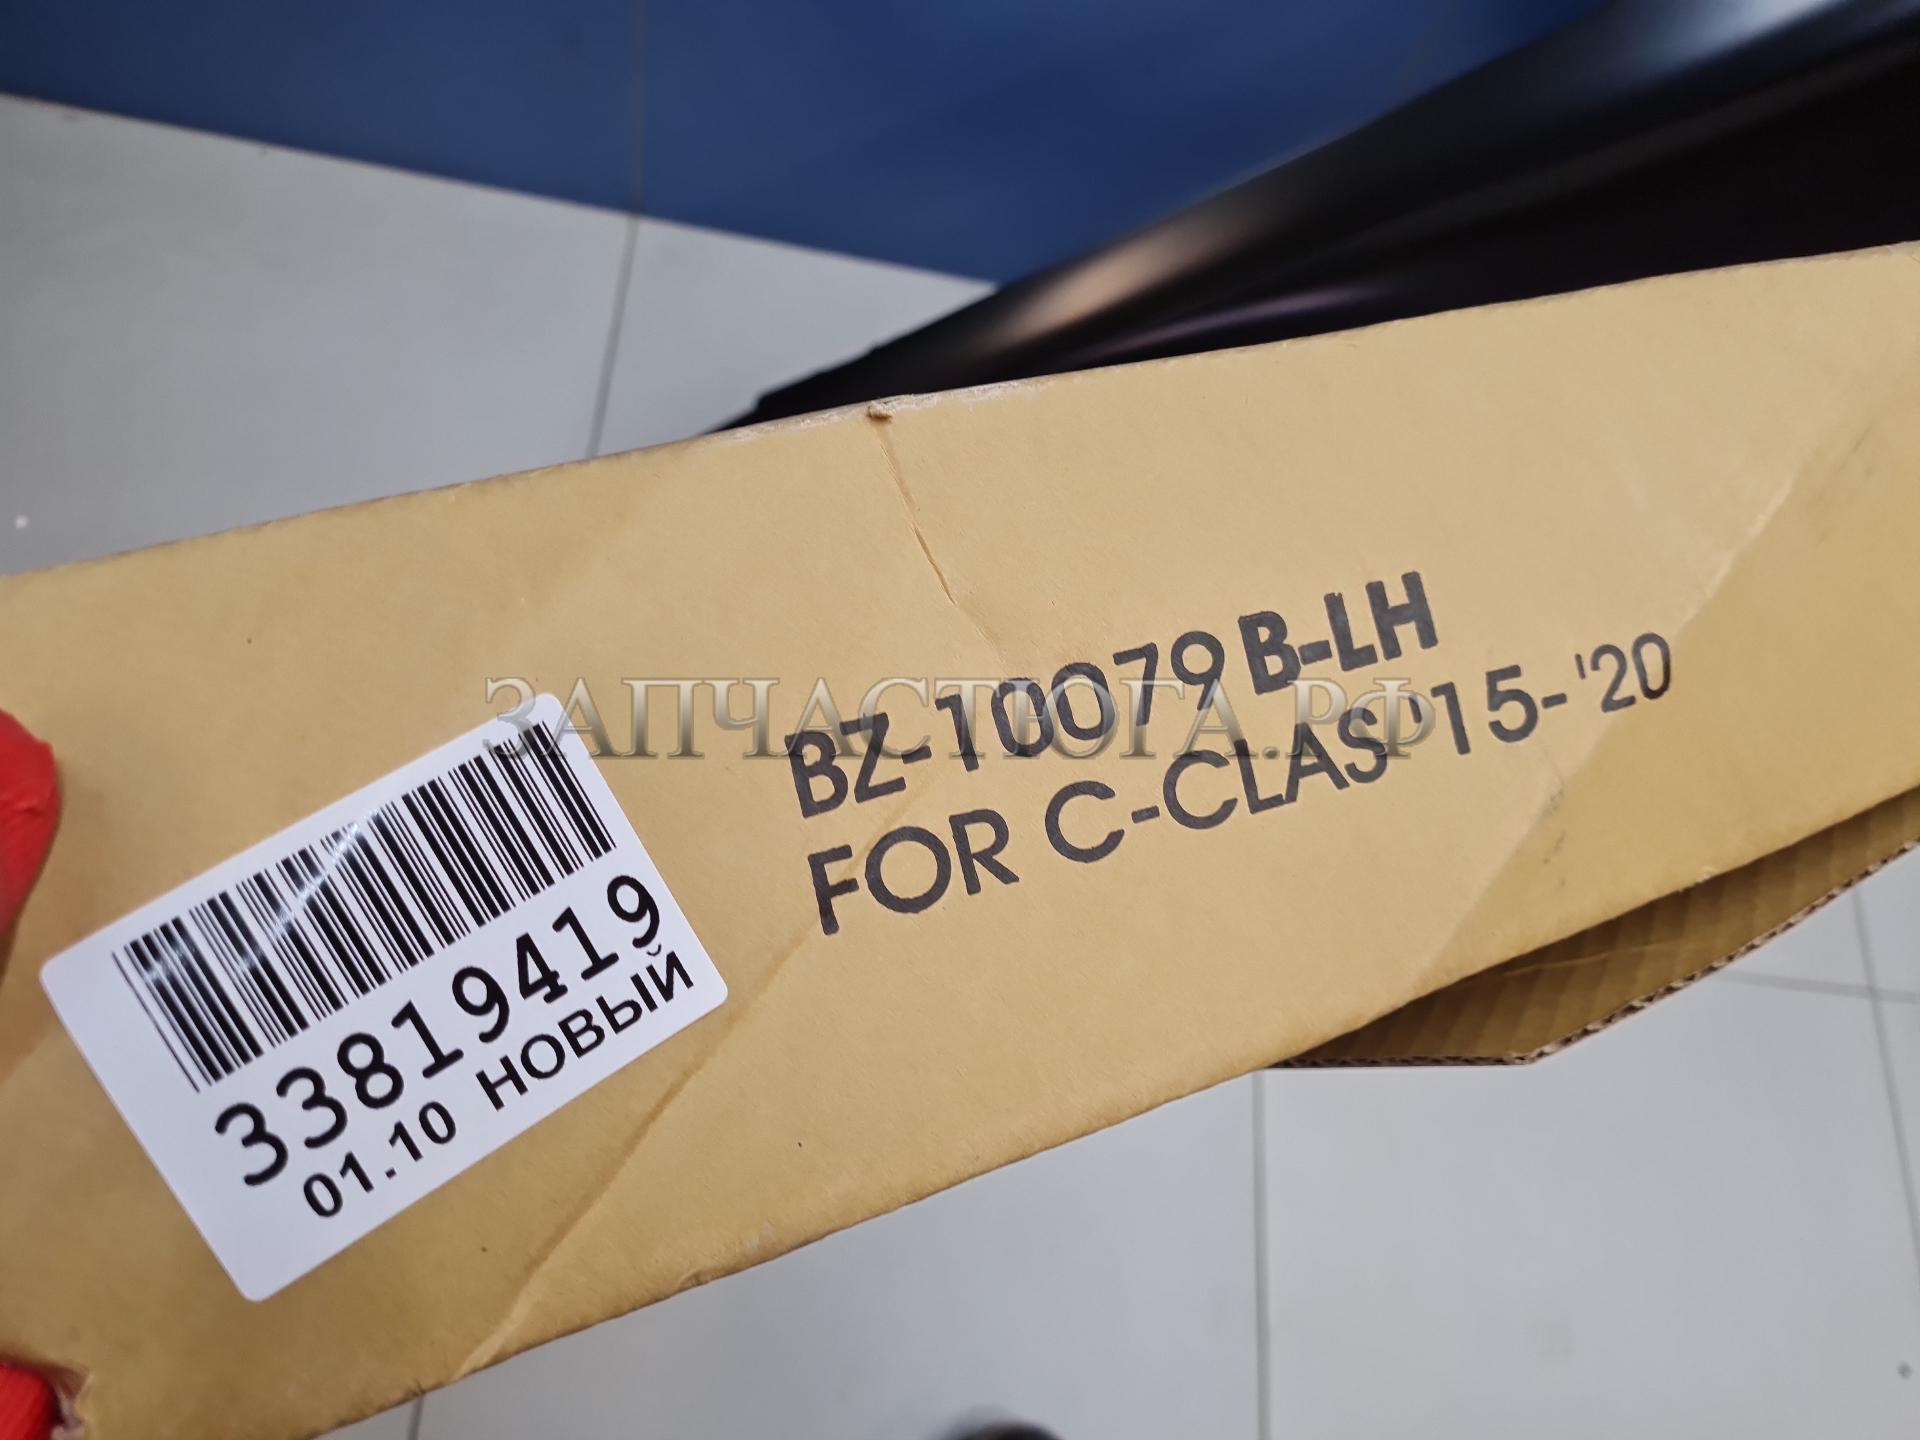 BZ-10079 B-LH
FOR C-CLAS '15-'20
ЗАПЧАСТЮГА.РФ
33819419
01.10 НОВЫЙ